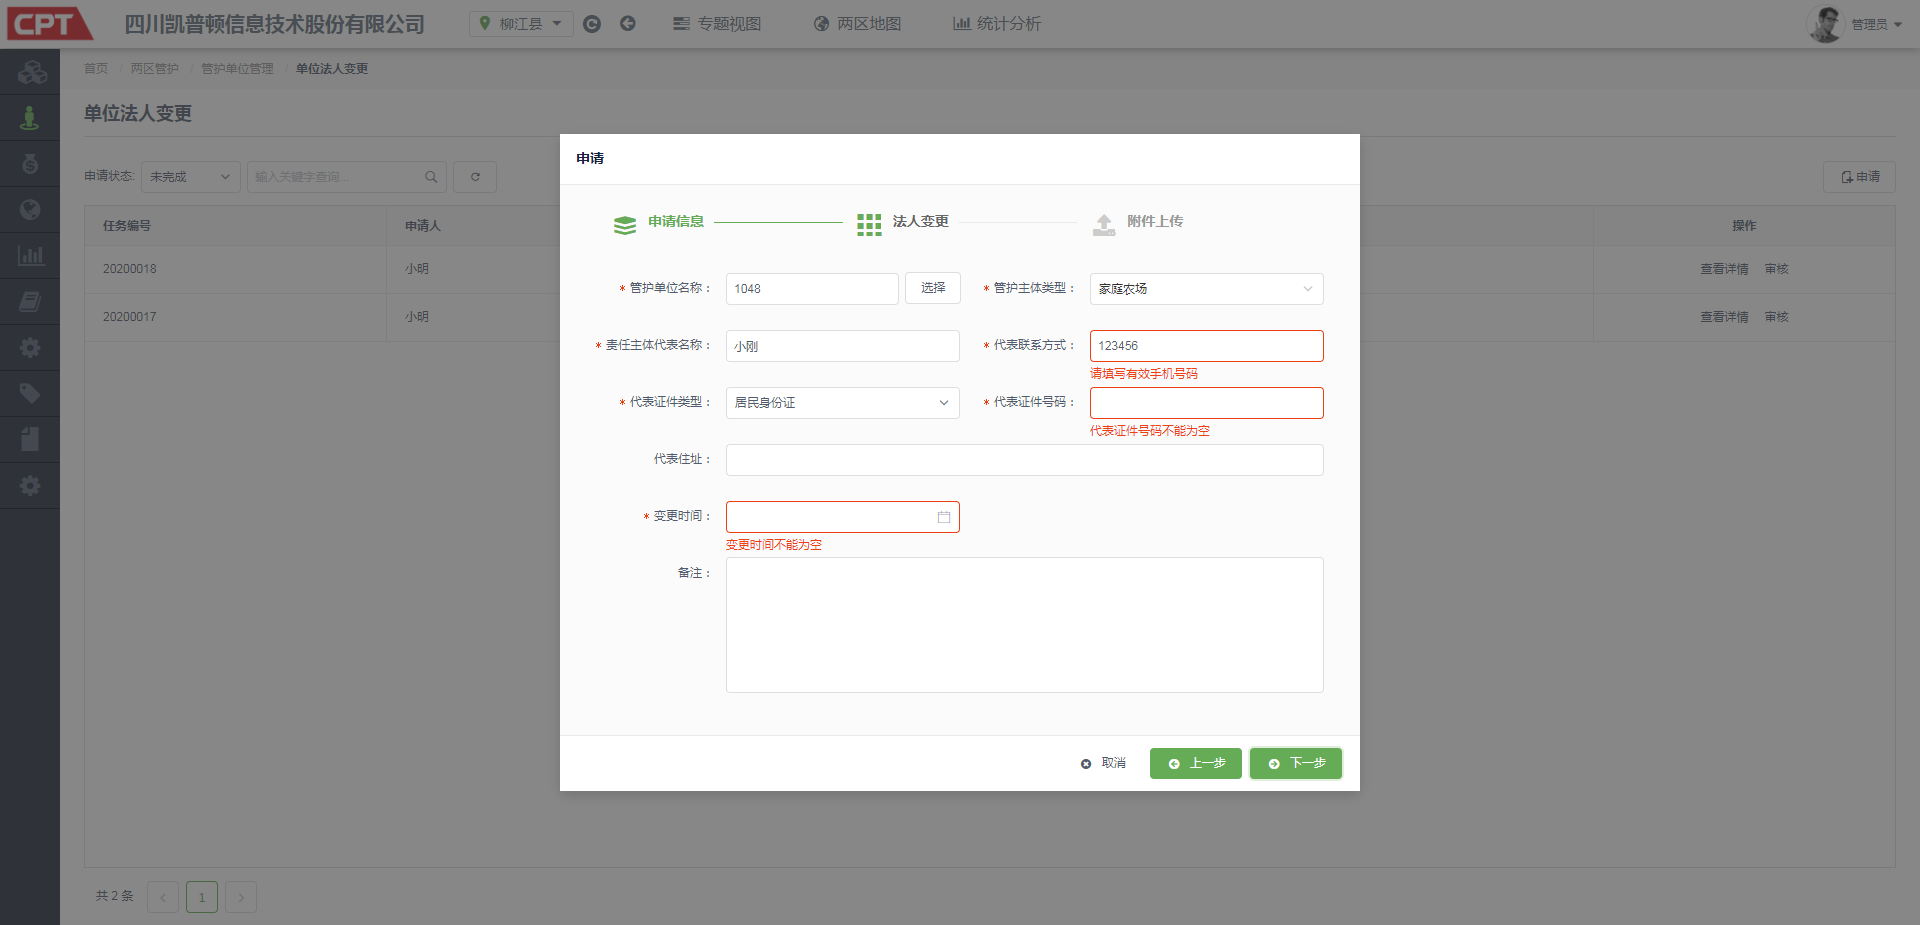 CPT 四川凯普顿信息技术股份有限公司 柳江县 专题视图 两区地图 统计分析 管理员
首页 / 两区管护 / 管护单位管理 / 单位法人变更
单位法人变更
申请状态: 未完成 输入关键字查询... 申请
任务编号 申请人 操作
20200018 小明 查看详情 审核
20200017 小明 查看详情 审核
共 2 条 < 1 >
申请
申请信息 法人变更 附件上传
* 管护单位名称： 1048 选择 * 管护主体类型： 家庭农场
* 责任主体代表名称： 小刚 * 代表联系方式： 123456
请填写有效手机号码
* 代表证件类型： 居民身份证 * 代表证件号码：
代表证件号码不能为空
代表住址：
* 变更时间：
变更时间不能为空
备注：
取消 上一步 下一步